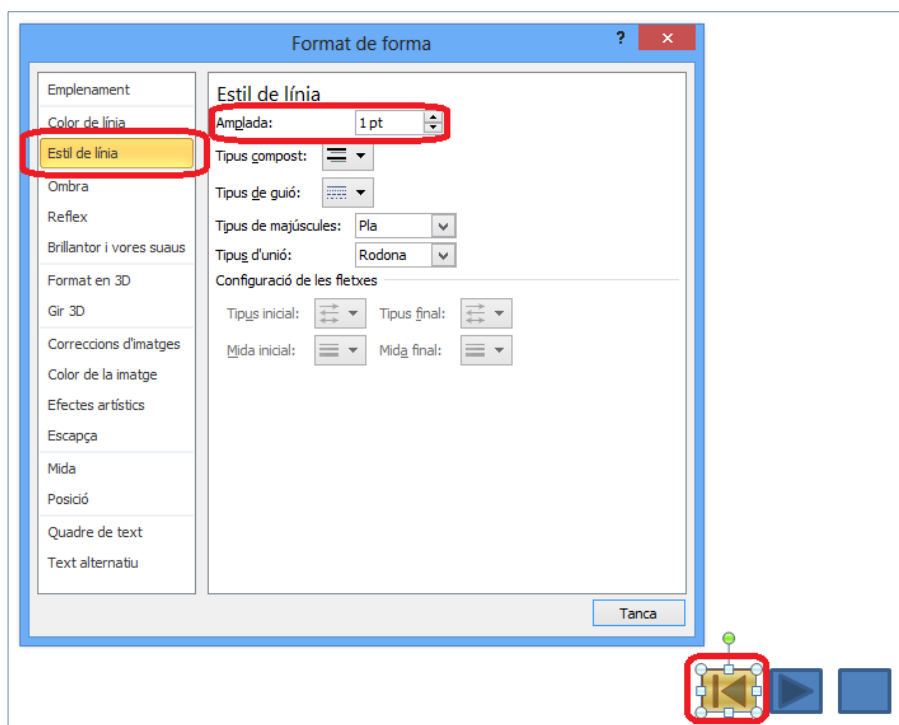 Format de forma
?
Emplenament
Color de línia
Estil de línia
Ombra
Reflex
Brillantor i vores suaus
Format en 3D
Gir 3D
Correccions d'imatges
Color de la imatge
Efectes artístics
Escapça
Mida
Posició
Quadre de text
Text alternatiu
Estil de línia
Amplada: 1 pt
Tipus compost:
Tipus de guió:
Tipus de majúscules: Pla
Tipus d'unió: Rodona
Configuració de les fletxes
Tipus inicial: Tipus final:
Mida inicial: Mida final:
Tanca